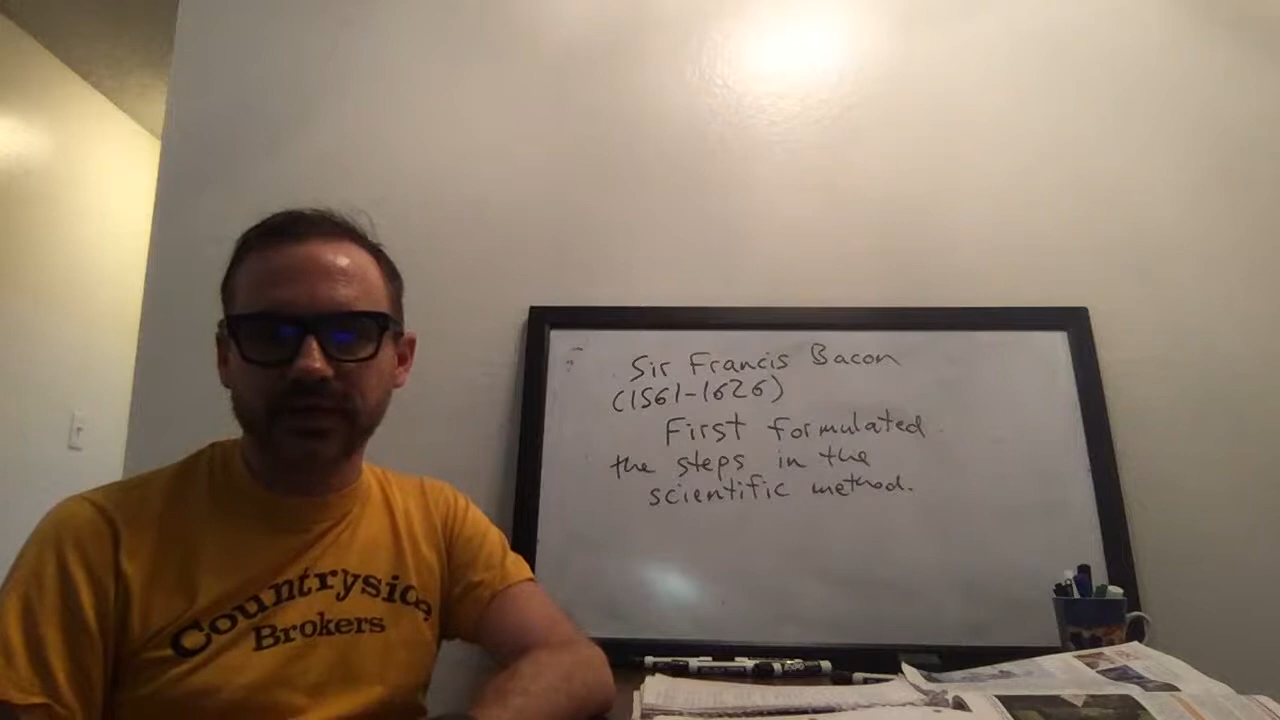 Sir Francis Bacon
(1561-1626)
First formulated
the steps in the
scientific method.
Countryside
Brokers